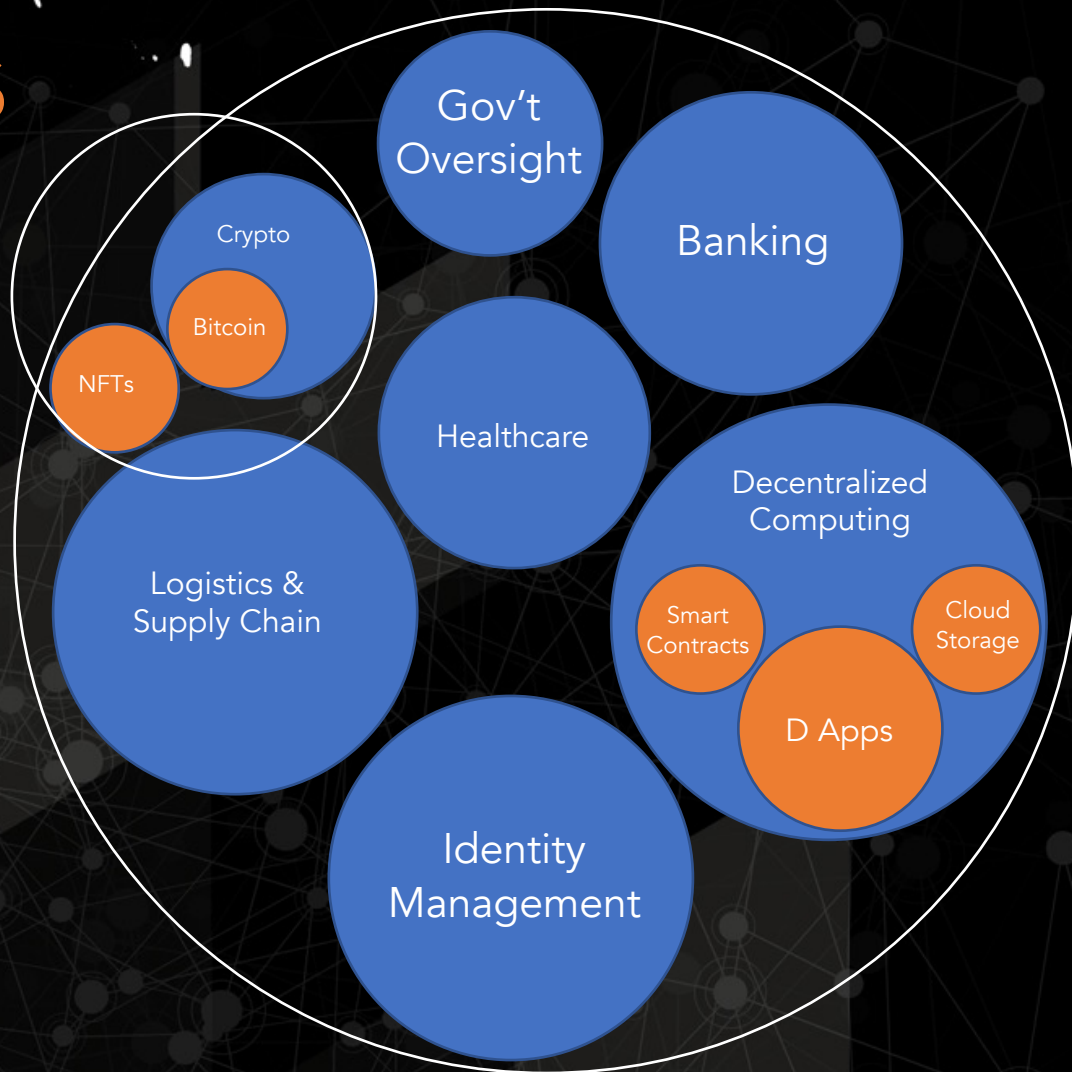 Gov’t
Oversight
Banking
Crypto
Bitcoin
NFTs
Healthcare
Decentralized
Computing
Smart
Contracts
Cloud
Storage
D Apps
Logistics &
Supply Chain
Identity
Management